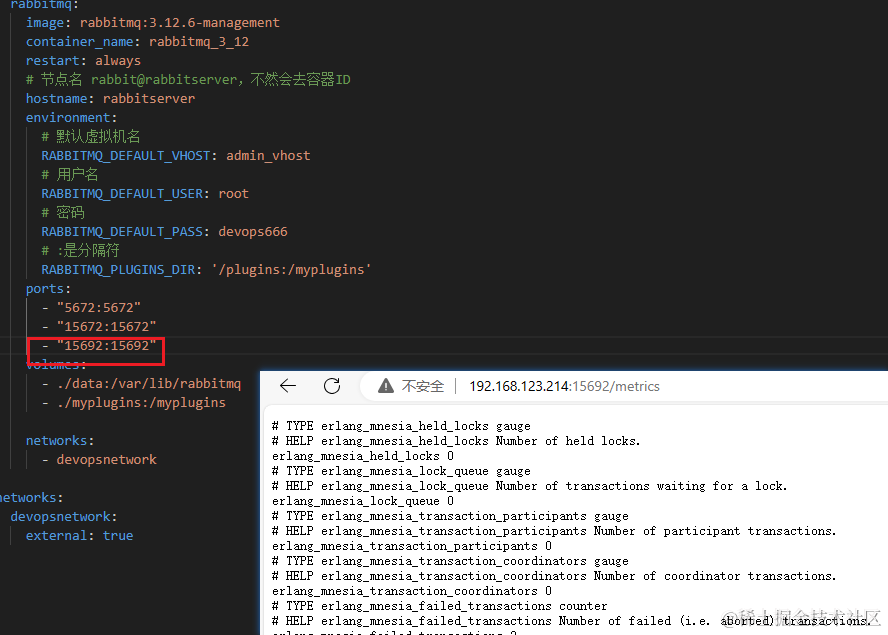 rabbitmq:
image: rabbitmq:3.12.6-management
container_name: rabbitmq_3_12
restart: always
# 节点名 rabbit@rabbitserver，不然会去容器ID
hostname: rabbitserver
environment:
# 默认虚拟机名
RABBITMQ_DEFAULT_VHOST: admin_vhost
# 用户名
RABBITMQ_DEFAULT_USER: root
# 密码
RABBITMQ_DEFAULT_PASS: devops666
# :是分隔符
RABBITMQ_PLUGINS_DIR: '/plugins:/myplugins'
ports:
- "5672:5672"
- "15672:15672"
- "15692:15692"
volumes:
- ./data:/var/lib/rabbitmq
- ./myplugins:/myplugins
networks:
- devopsnetwork
networks:
devopsnetwork:
external: true
不安全 192.168.123.214:15692/metrics
# TYPE erlang_mnesia_held_locks gauge
# HELP erlang_mnesia_held_locks Number of held locks.
erlang_mnesia_held_locks 0
# TYPE erlang_mnesia_lock_queue gauge
# HELP erlang_mnesia_lock_queue Number of transactions waiting for a lock.
erlang_mnesia_lock_queue 0
# TYPE erlang_mnesia_transaction_participants gauge
# HELP erlang_mnesia_transaction_participants Number of participant transactions.
erlang_mnesia_transaction_participants 0
# TYPE erlang_mnesia_transaction_coordinators gauge
# HELP erlang_mnesia_transaction_coordinators Number of coordinator transactions.
erlang_mnesia_transaction_coordinators 0
# TYPE erlang_mnesia_failed_transactions counter
# HELP erlang_mnesia_failed_transactions Number of failed (i.e. aborted) transactions.
erlang_mnesia_failed_transactions 2
@稀土掘金技术社区